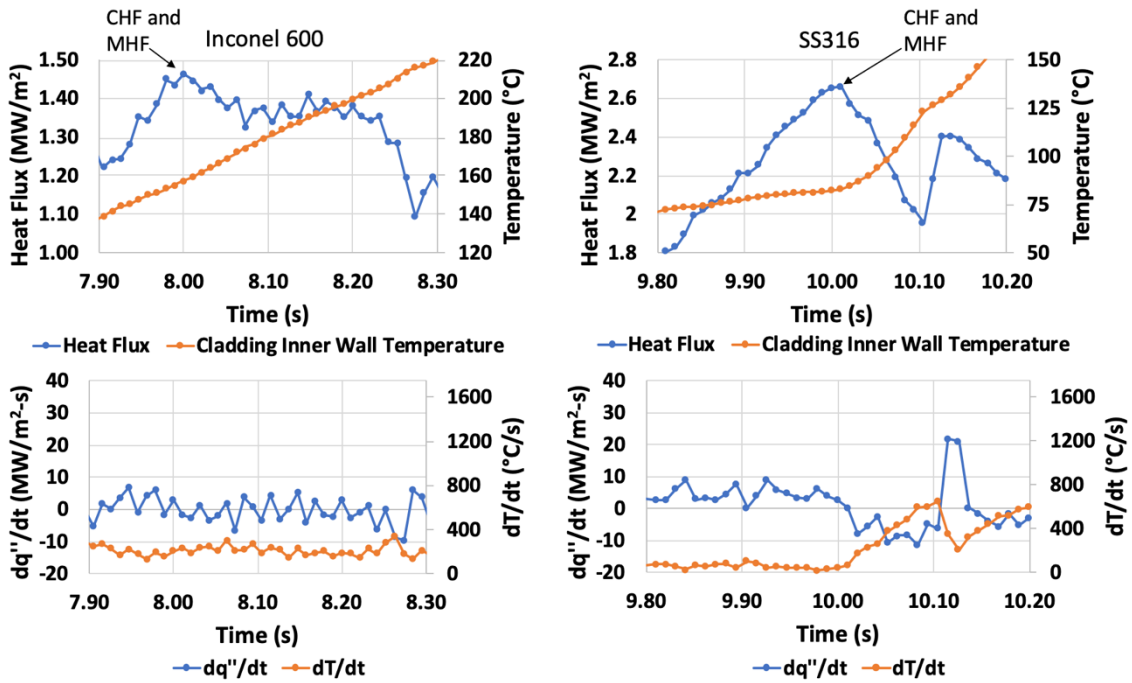 CHF and
MHF
Inconel 600
Heat Flux (MW/m²)
1.50
1.40
1.30
1.20
1.10
1.00
220
200
180
160
140
120
Temperature (°C)
7.90 8.00 8.10 8.20 8.30
Time (s)
Heat Flux Cladding Inner Wall Temperature
SS316
CHF and
MHF
Heat Flux (MW/m²)
2.8
2.6
2.4
2.2
2
1.8
150
125
100
75
50
Temperature (°C)
9.80 9.90 10.00 10.10 10.20
Time (s)
Heat Flux Cladding Inner Wall Temperature
dq"/dt (MW/m²-s)
40
30
20
10
0
-10
-20
1600
1200
800
400
0
dT/dt (°C/s)
7.90 8.00 8.10 8.20 8.30
Time (s)
dq"/dt dT/dt
dq"/dt (MW/m²-s)
40
30
20
10
0
-10
-20
1600
1200
800
400
0
dT/dt (°C/s)
9.80 9.90 10.00 10.10 10.20
Time (s)
dq"/dt dT/dt